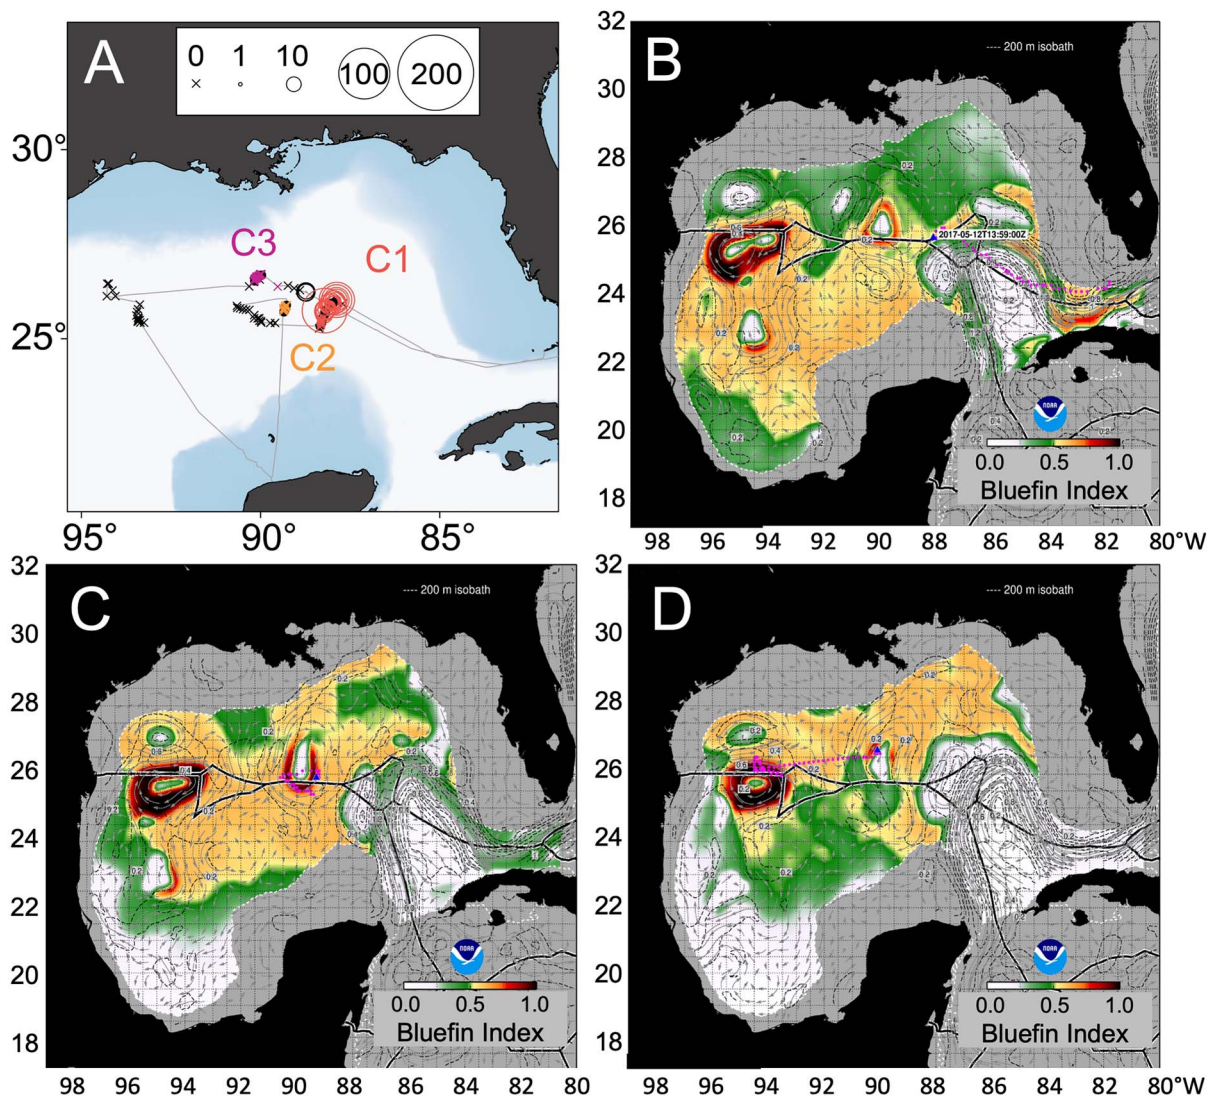 A
0 1 10 100 200
30°
25°
C3
C1
C2
95° 90° 85°
B
32
30
28
26
24
22
20
18
200 m isobath
2017-05-12T13:59:00Z
NOAA
0.0 0.5 1.0
Bluefin Index
98 96 94 92 90 88 86 84 82 80°W
C
32
30
28
26
24
22
20
18
200 m isobath
NOAA
0.0 0.5 1.0
Bluefin Index
98 96 94 92 90 88 86 84 82 80
D
32
30
28
26
24
22
20
18
200 m isobath
NOAA
0.0 0.5 1.0
Bluefin Index
98 96 94 92 90 88 86 84 82 80°W